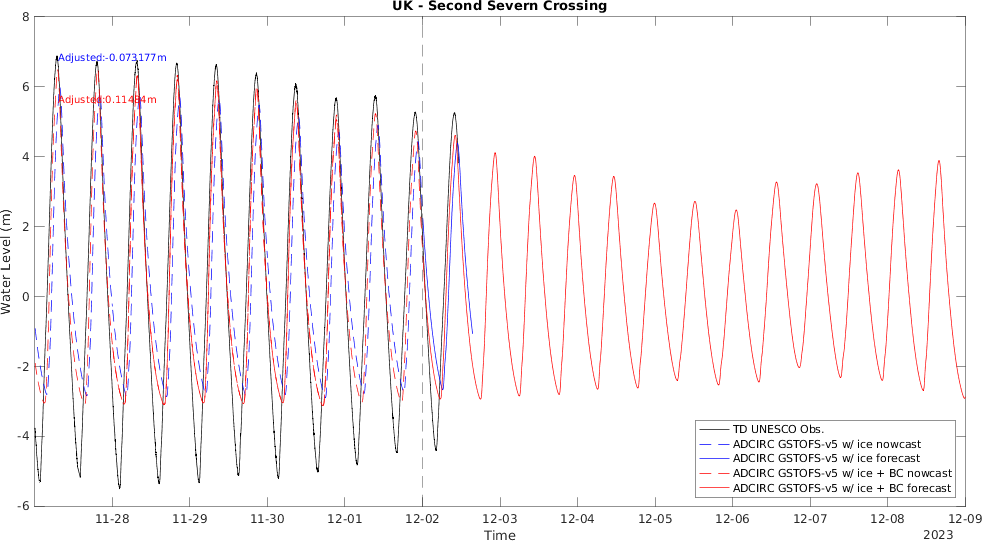 UK - Second Severn Crossing
8
6
4
2
0
-2
-4
-6
Water Level (m)
Adjusted:-0.073177m
Adjusted:0.11484m
TD UNESCO Obs.
ADCIRC GSTOFS-v5 w/ ice nowcast
ADCIRC GSTOFS-v5 w/ ice forecast
ADCIRC GSTOFS-v5 w/ ice + BC nowcast
ADCIRC GSTOFS-v5 w/ ice + BC forecast
11-28 11-29 11-30 12-01 12-02 12-03 12-04 12-05 12-06 12-07 12-08 12-09
Time
2023